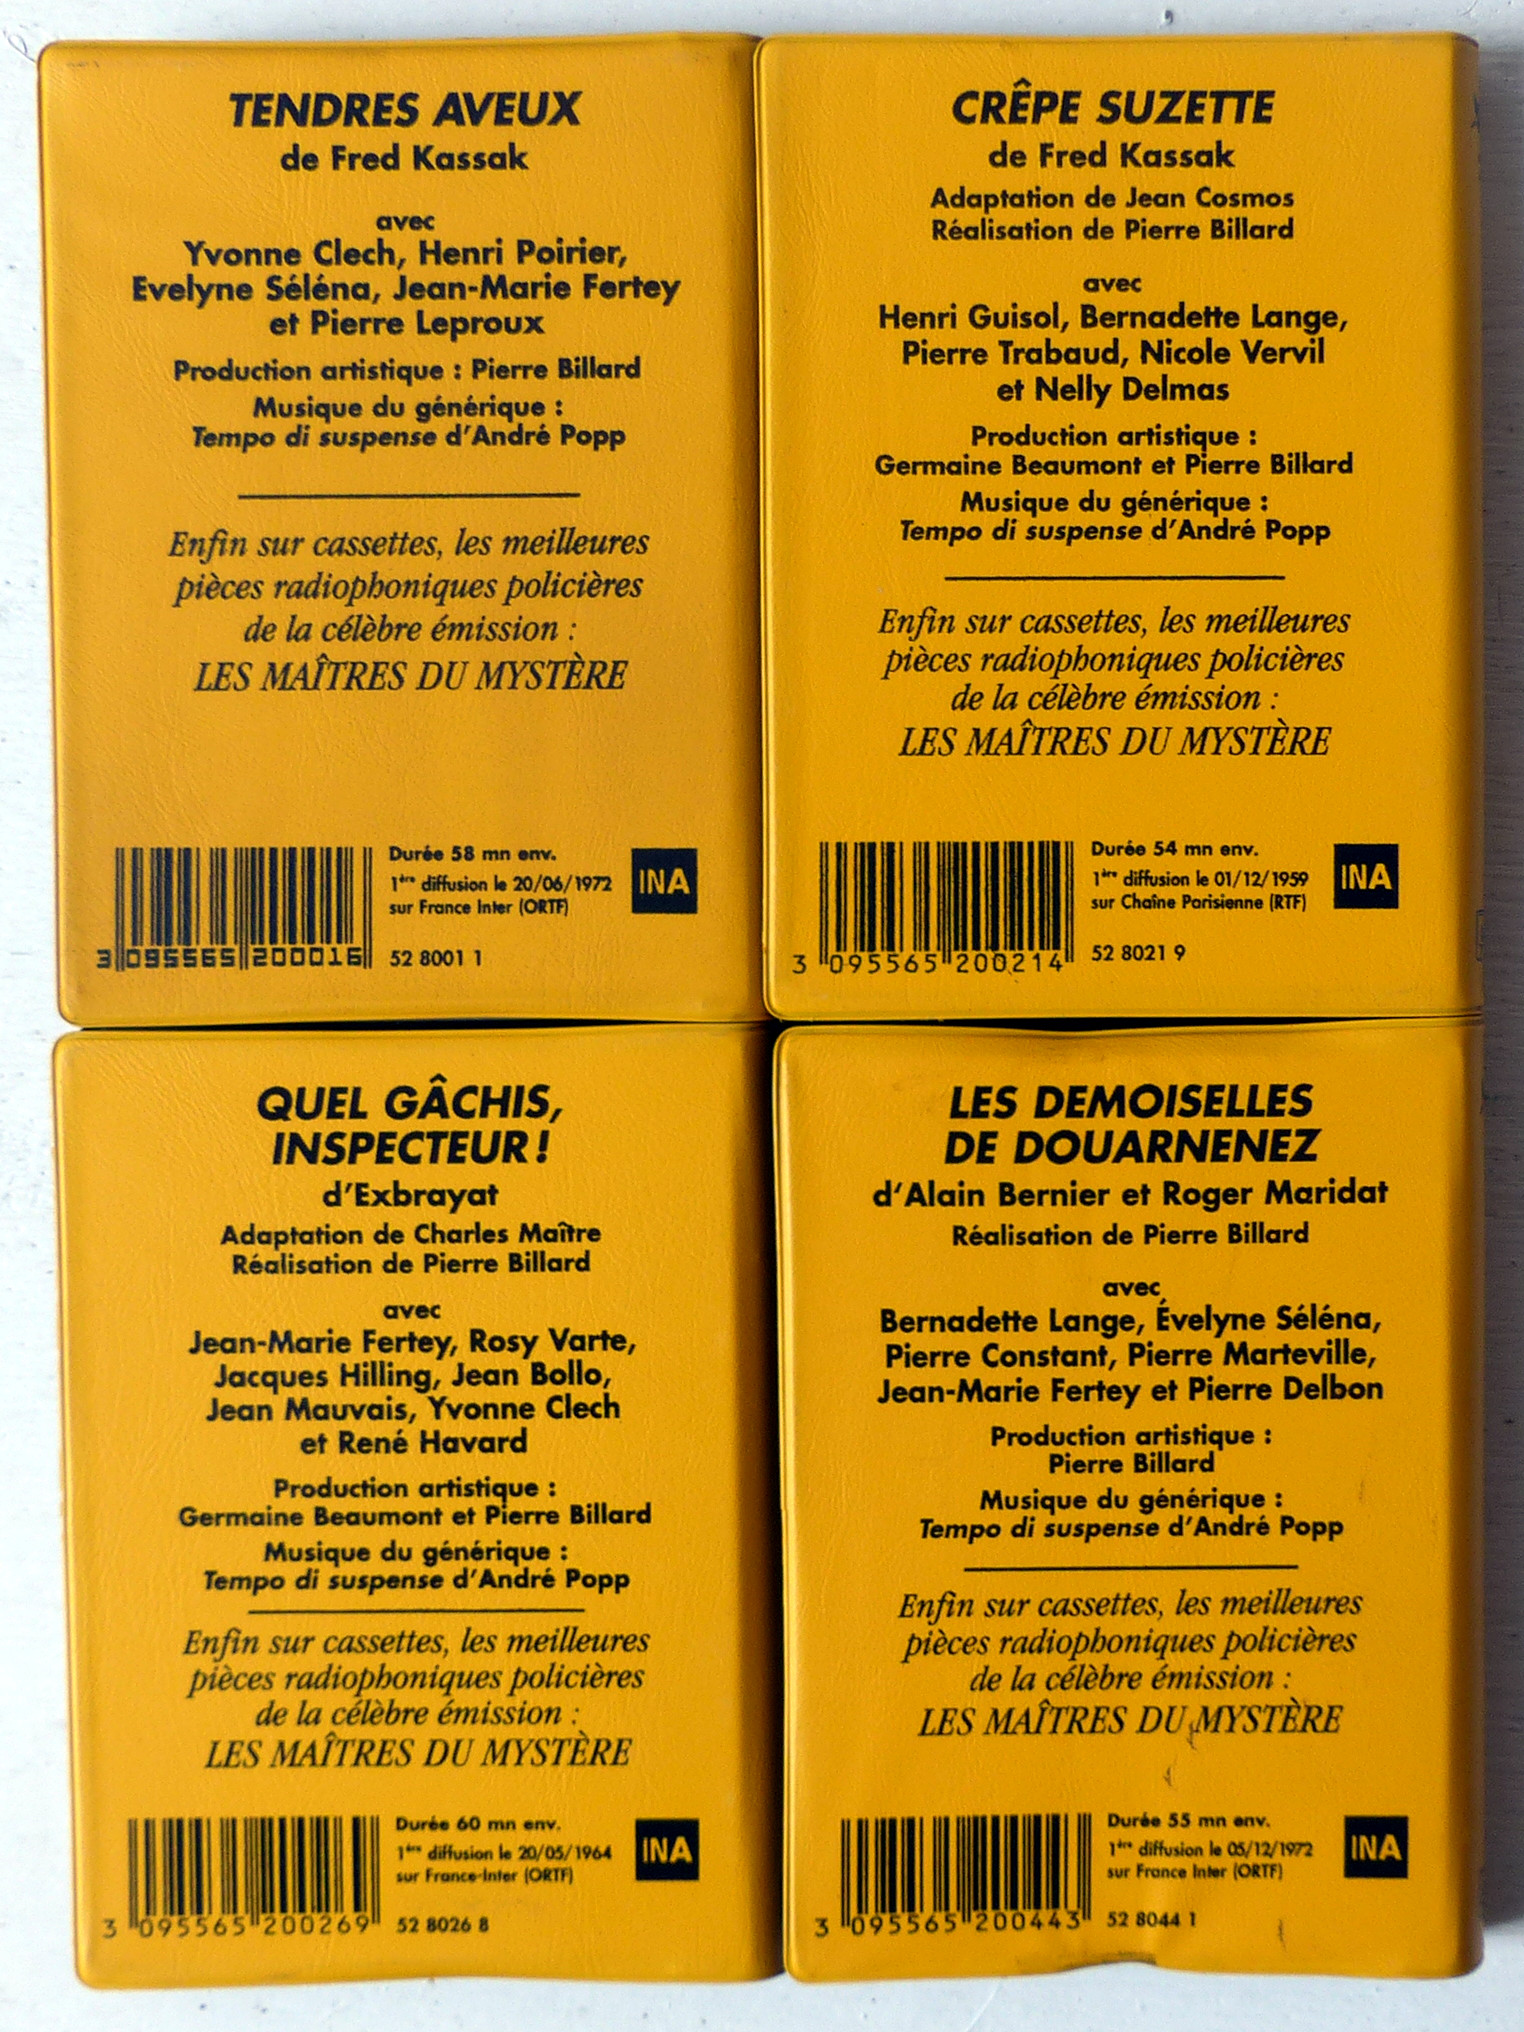 TENDRES AVEUX
de Fred Kassak
avec
Yvonne Clech, Henri Poirier,
Evelyne Séléna, Jean-Marie Fertey
et Pierre Leproux
Production artistique : Pierre Billard
Musique du générique :
Tempo di suspense d'André Popp
Enfin sur cassettes, les meilleures
pièces radiophoniques policières
de la célèbre émission :
LES MAÎTRES DU MYSTÈRE
Durée 58 mn env.
1ère diffusion le 20/06/1972
sur France Inter (ORTF)
INA
3 095565 200016
52 8001 1
CRÊPE SUZETTE
de Fred Kassak
Adaptation de Jean Cosmos
Réalisation de Pierre Billard
avec
Henri Guisol, Bernadette Lange,
Pierre Trabaud, Nicole Vervil
et Nelly Delmas
Production artistique :
Germaine Beaumont et Pierre Billard
Musique du générique :
Tempo di suspense d'André Popp
Enfin sur cassettes, les meilleures
pièces radiophoniques policières
de la célèbre émission :
LES MAÎTRES DU MYSTÈRE
Durée 54 mn env.
1ère diffusion le 01/12/1959
sur Chaîne Parisienne (RTF)
INA
3 095565 200214
52 8021 9
QUEL GÂCHIS,
INSPECTEUR !
d'Exbrayat
Adaptation de Charles Maître
Réalisation de Pierre Billard
avec
Jean-Marie Fertey, Rosy Varte,
Jacques Hilling, Jean Bollo,
Jean Mauvais, Yvonne Clech
et René Havard
Production artistique :
Germaine Beaumont et Pierre Billard
Musique du générique :
Tempo di suspense d'André Popp
Enfin sur cassettes, les meilleures
pièces radiophoniques policières
de la célèbre émission :
LES MAÎTRES DU MYSTÈRE
Durée 60 mn env.
1ère diffusion le 20/05/1964
sur France-Inter (ORTF)
INA
3 095565 200269
52 8026 8
LES DEMOISELLES
DE DOUARNENEZ
d'Alain Bernier et Roger Maridat
Réalisation de Pierre Billard
avec
Bernadette Lange, Évelyne Séléna,
Pierre Constant, Pierre Marteville,
Jean-Marie Fertey et Pierre Delbon
Production artistique :
Pierre Billard
Musique du générique :
Tempo di suspense d'André Popp
Enfin sur cassettes, les meilleures
pièces radiophoniques policières
de la célèbre émission :
LES MAÎTRES DU MYSTÈRE
Durée 55 mn env.
1ère diffusion le 05/12/1972
sur France Inter (ORTF)
INA
3 095565 200443
52 8044 1